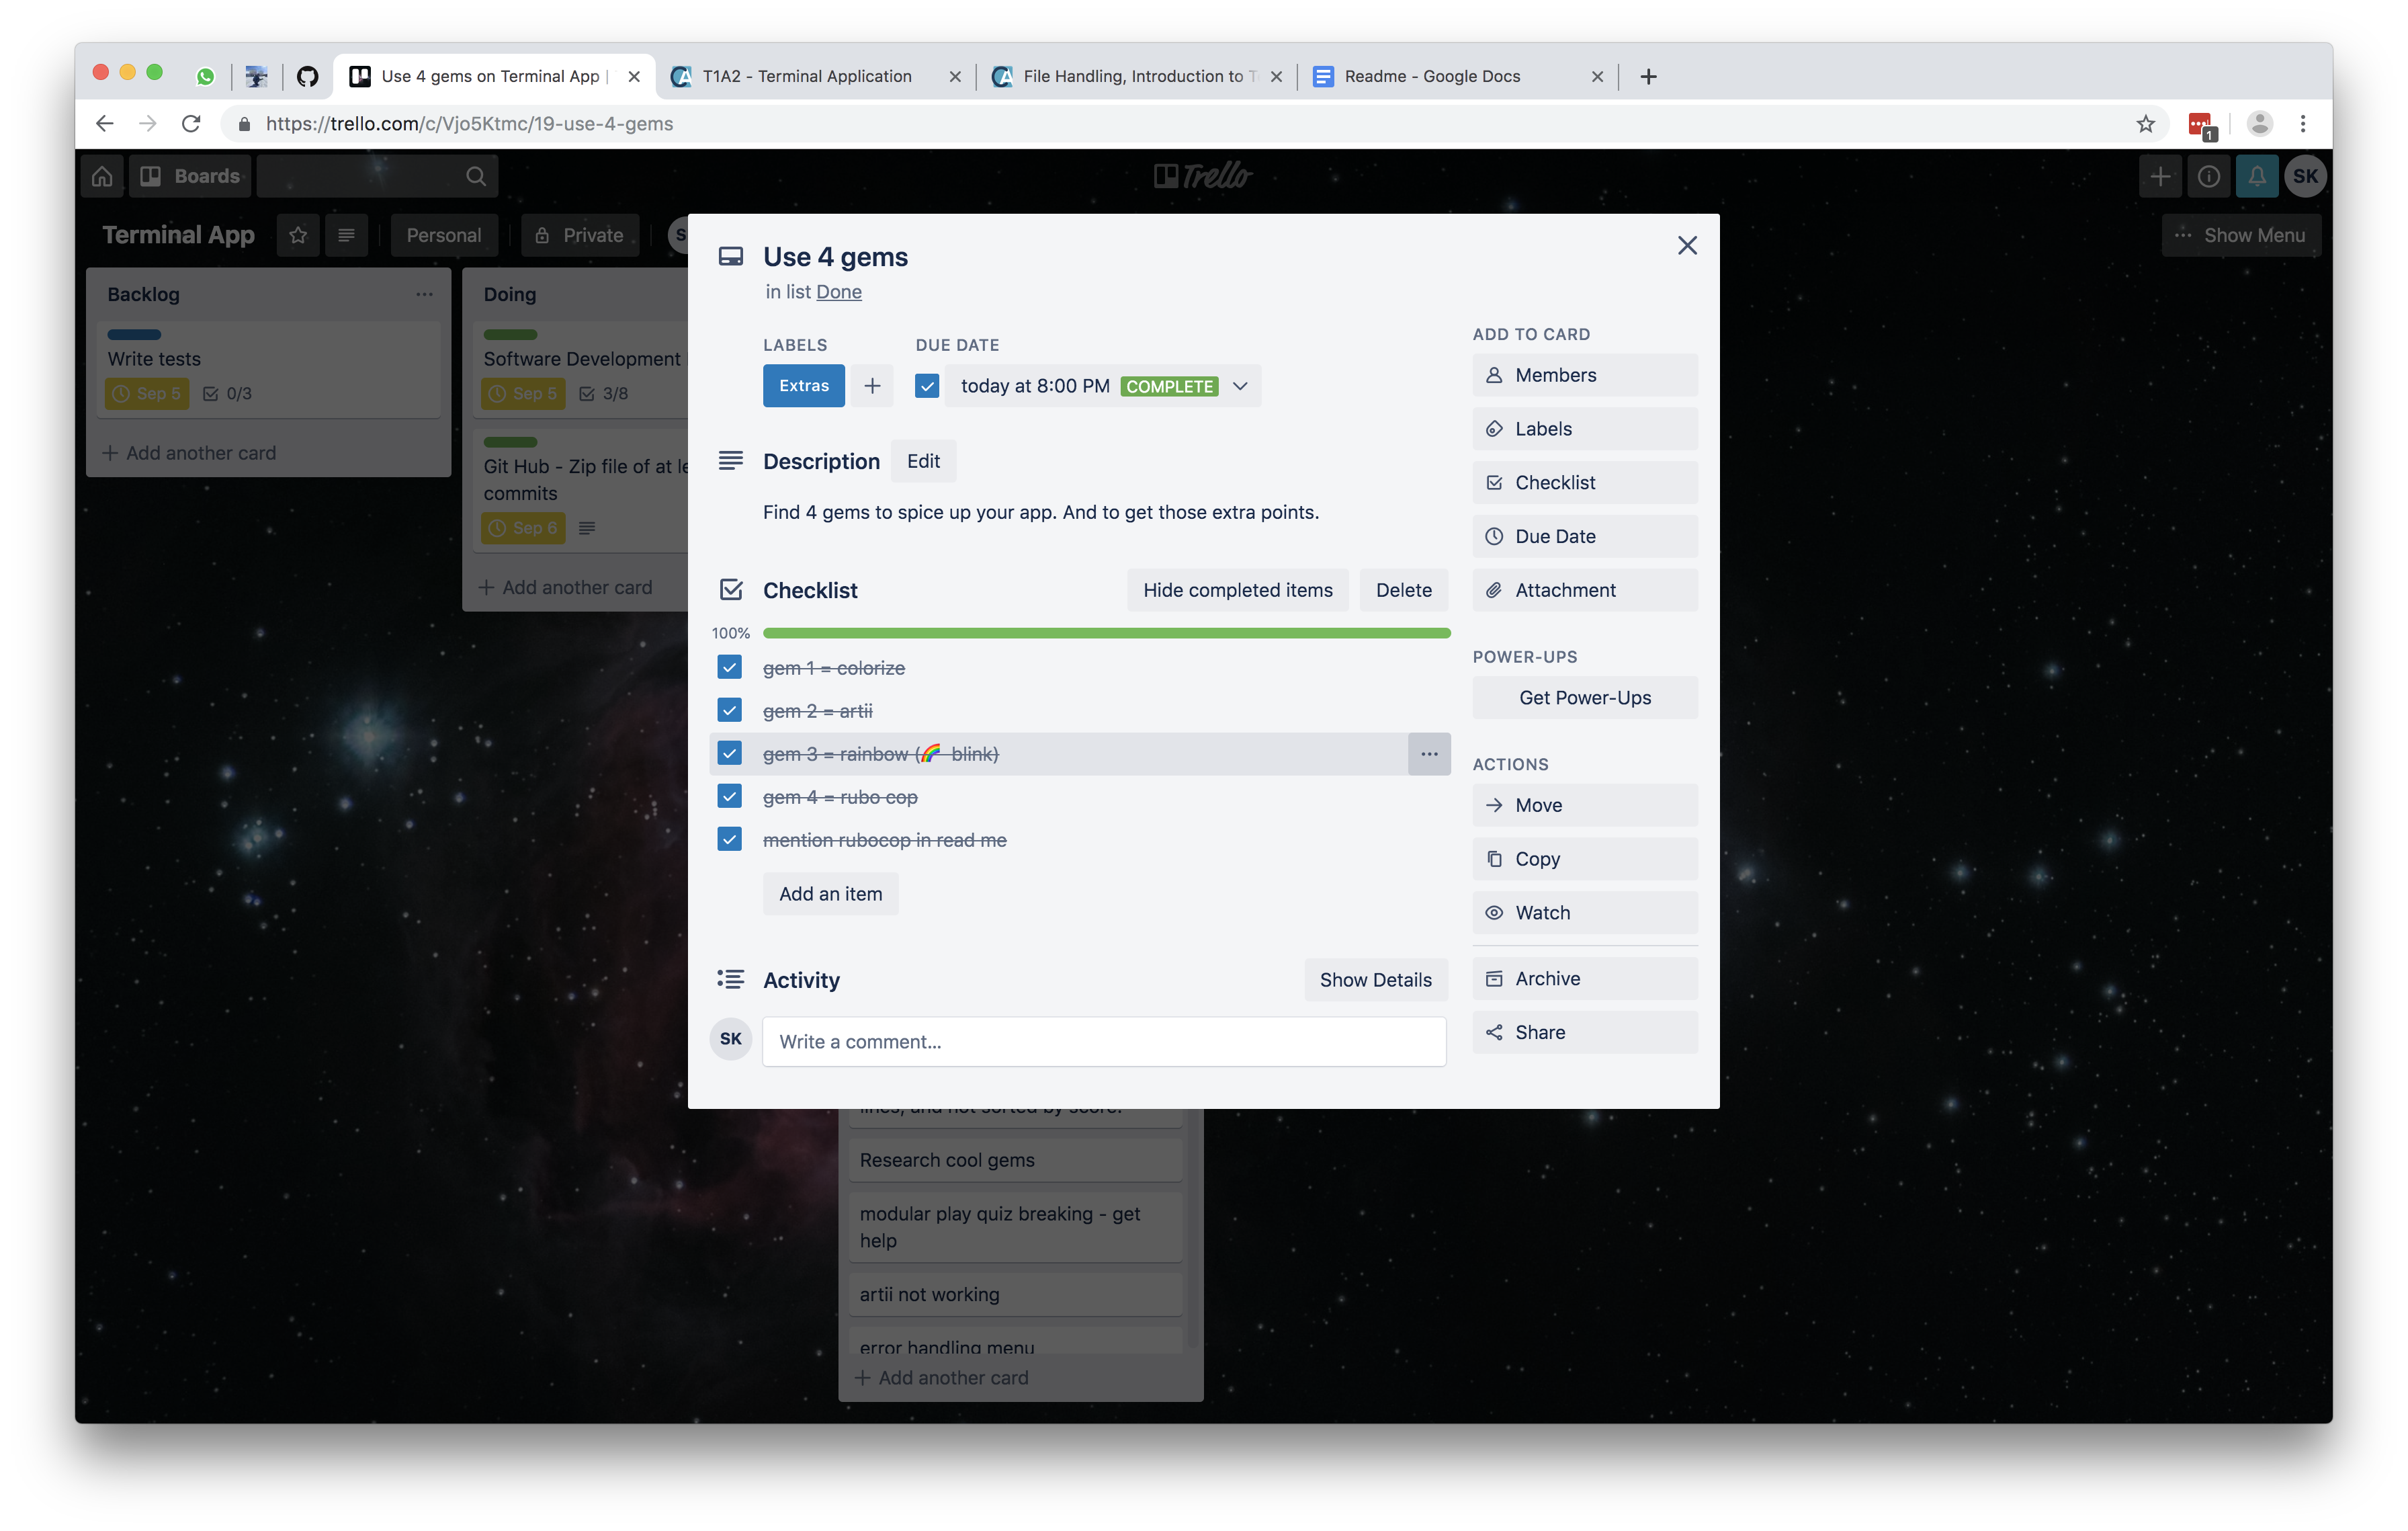 Use 4 gems on Terminal App |
T1A2 - Terminal Application
File Handling, Introduction to T
Readme - Google Docs
https://trello.com/c/Vjo5Ktmc/19-use-4-gems
1
Boards
Trello
SK
Terminal App
Personal
Private
S
Show Menu
Backlog
Write tests
Sep 5
0/3
Add another card
Doing
Software Development
Sep 5
3/8
Git Hub - Zip file of at le
commits
Sep 6
Add another card
Use 4 gems
in list Done
LABELS
DUE DATE
Extras
today at 8:00 PM COMPLETE
Description
Edit
Find 4 gems to spice up your app. And to get those extra points.
Checklist
Hide completed items
Delete
100%
gem 1 = colorize
gem 2 = artii
gem 3 = rainbow (🌈 blink)
gem 4 = rubo cop
mention rubocop in read me
Add an item
Activity
Show Details
SK
Write a comment...
ADD TO CARD
Members
Labels
Checklist
Due Date
Attachment
POWER-UPS
Get Power-Ups
ACTIONS
Move
Copy
Watch
Archive
Share
lines, and not sorted by score.
Research cool gems
modular play quiz breaking - get
help
artii not working
error handling menu
Add another card